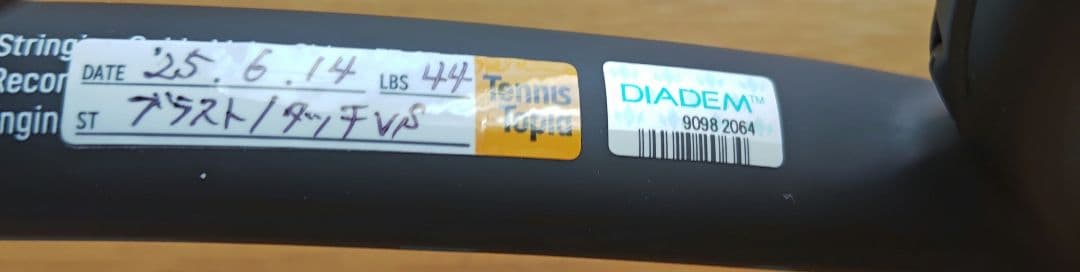 String
Recor
ngin
DATE '25.6.14 LBS 44
ST ブラスト/タッチVS
Tennis
Topia
DIADEM™
9098 2064